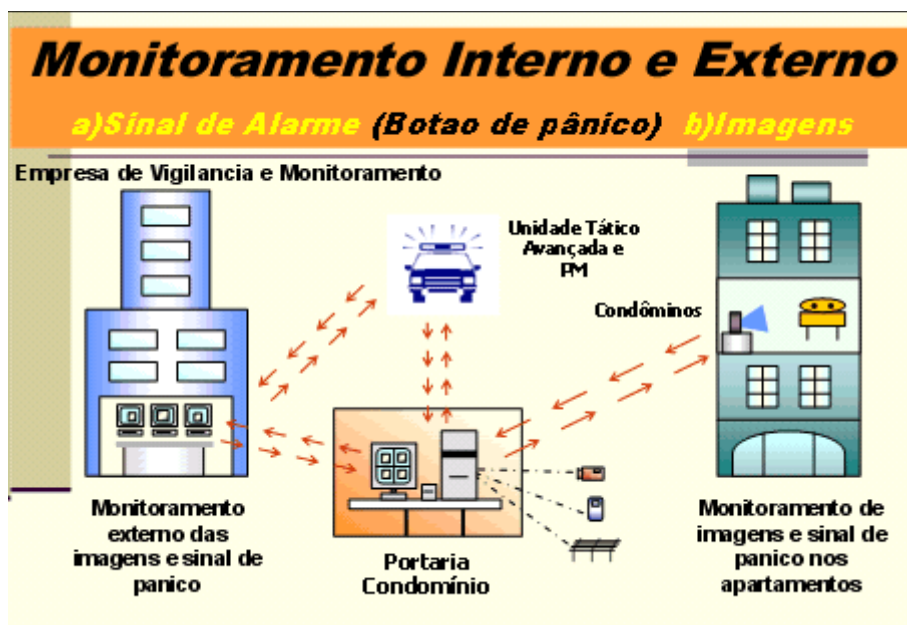 Monitoramento Interno e Externo
a)Sinal de Alarme (Botao de pânico) b)Imagens
Empresa de Vigilancia e Monitoramento
Unidade Tático
Avançada e
PM
Condôminos
Monitoramento
externo das
imagens e sinal de
panico
Portaria
Condomínio
Monitoramento de
imagens e sinal de
panico nos
apartamentos